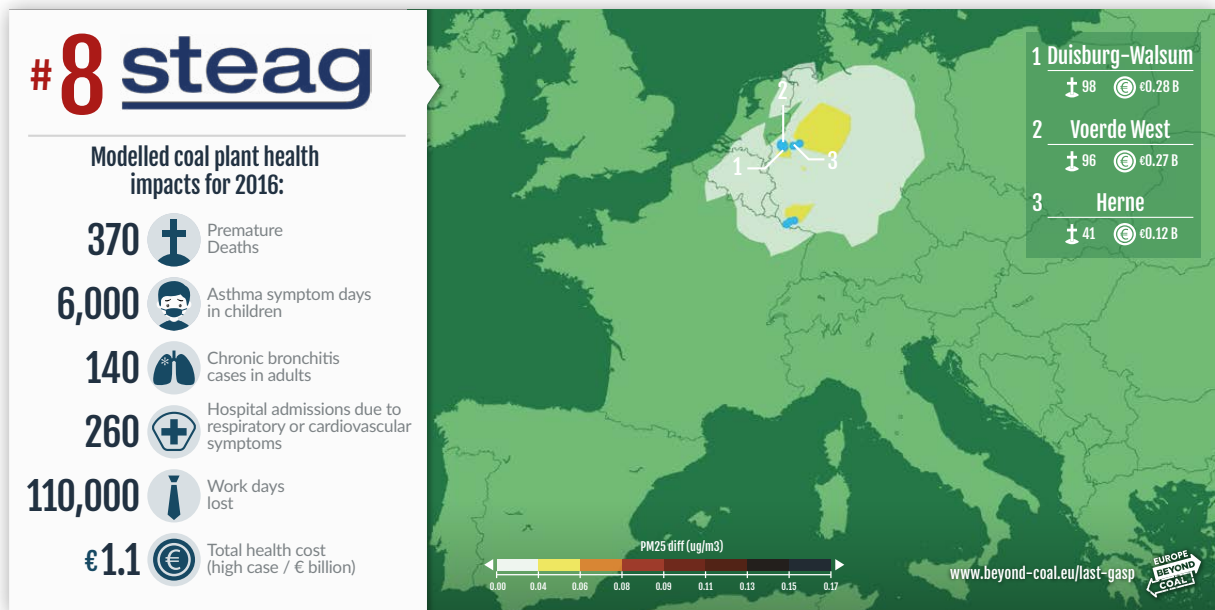 #8 steag
Modelled coal plant health
impacts for 2016:
370
Premature
Deaths
6,000
Asthma symptom days
in children
140
Chronic bronchitis
cases in adults
260
Hospital admissions due to
respiratory or cardiovascular
symptoms
110,000
Work days
lost
€1.1
Total health cost
(high case / € billion)
1 Duisburg-Walsum
98 €0.28 B
2 Voerde West
96 €0.27 B
3 Herne
41 €0.12 B
2
1
3
PM25 diff (ug/m3)
0.00 0.04 0.06 0.08 0.09 0.11 0.13 0.15 0.17
www.beyond-coal.eu/last-gasp
EUROPE
BEYOND
COAL